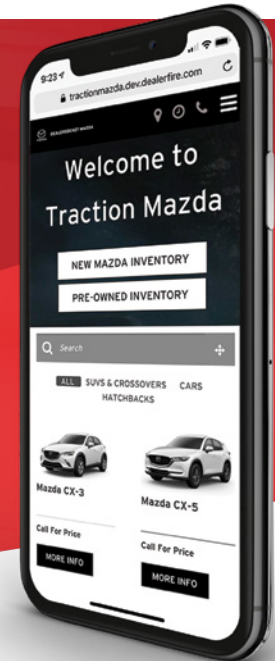 9:23
tractionmazda.dev.dealerfire.com
DEALERSOCKET MAZDA
Welcome to
Traction Mazda
NEW MAZDA INVENTORY
PRE-OWNED INVENTORY
Search
ALL SUVS & CROSSOVERS CARS
HATCHBACKS
Mazda CX-3 Mazda CX-5
Call For Price Call For Price
MORE INFO MORE INFO